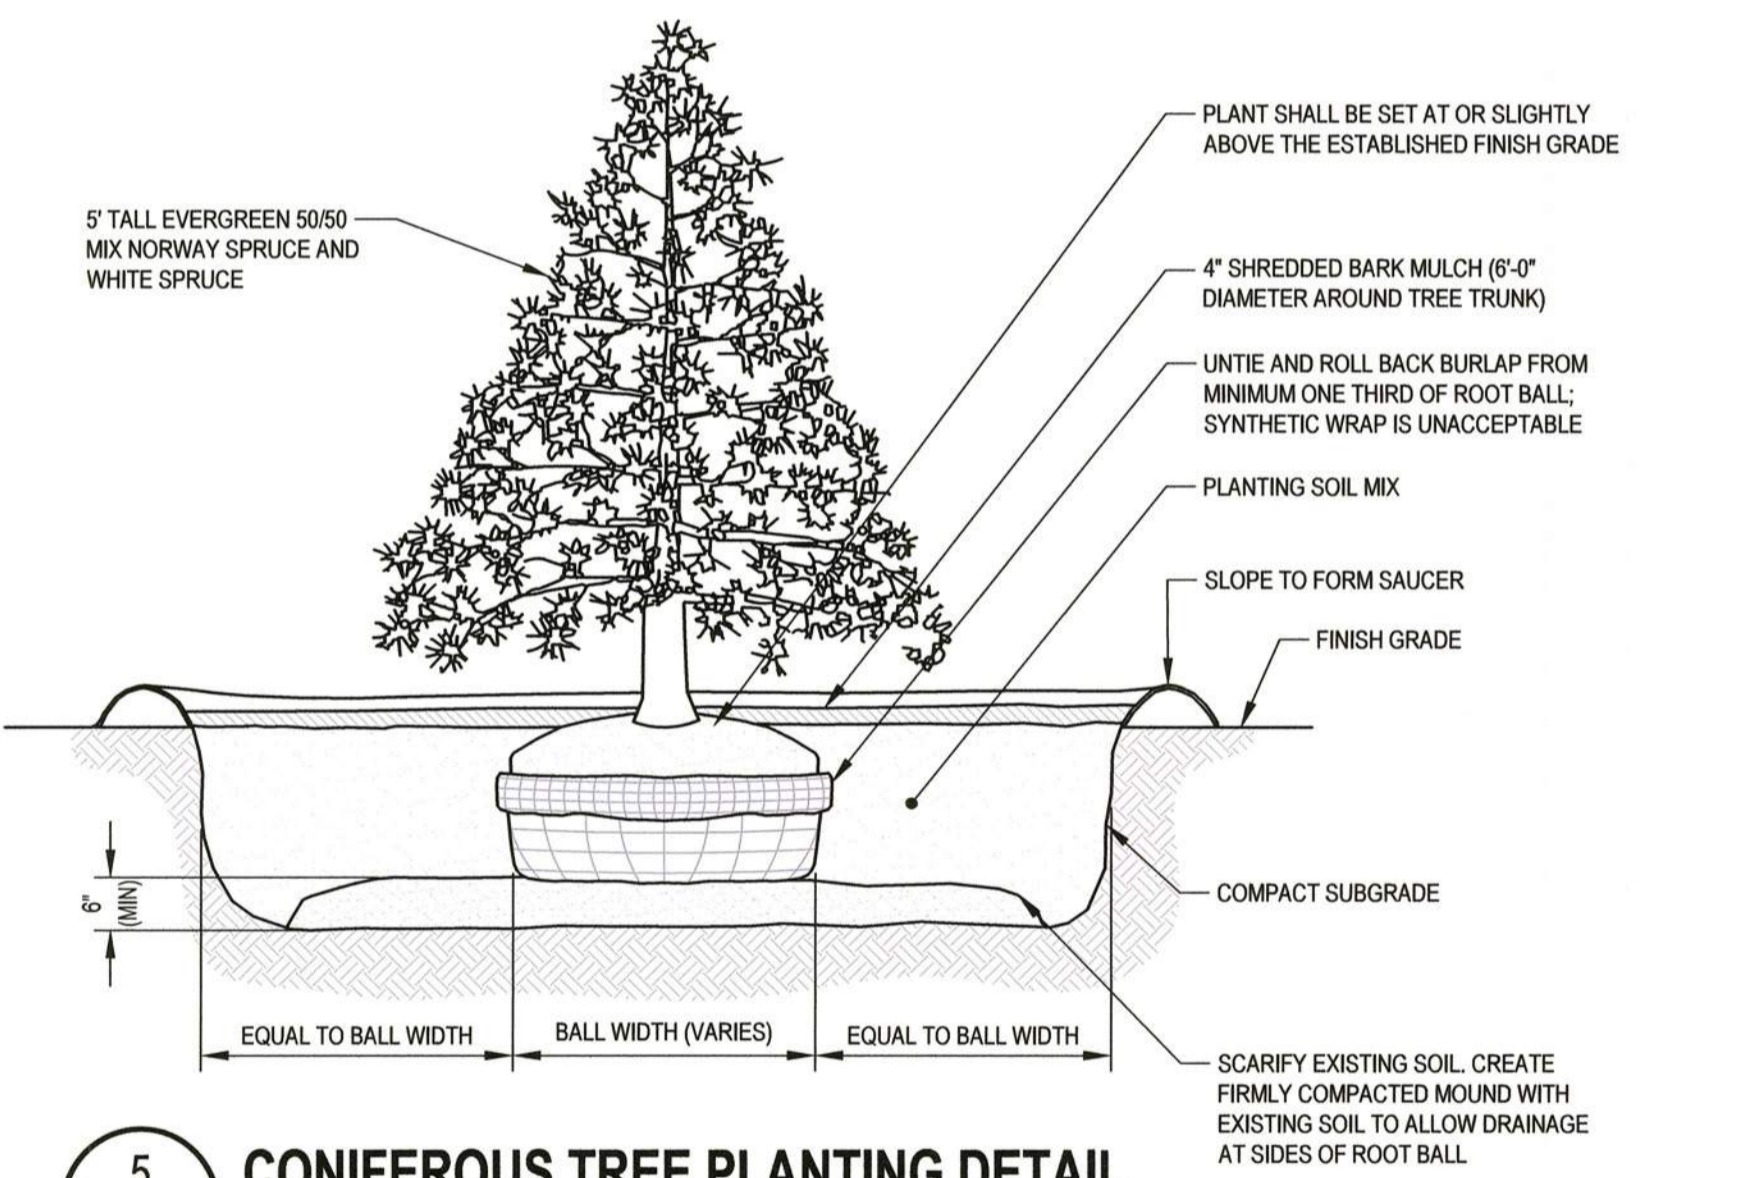 PLANT SHALL BE SET AT OR SLIGHTLY
ABOVE THE ESTABLISHED FINISH GRADE
5' TALL EVERGREEN 50/50
MIX NORWAY SPRUCE AND
WHITE SPRUCE
4" SHREDDED BARK MULCH (6'-0"
DIAMETER AROUND TREE TRUNK)
UNTIE AND ROLL BACK BURLAP FROM
MINIMUM ONE THIRD OF ROOT BALL;
SYNTHETIC WRAP IS UNACCEPTABLE
PLANTING SOIL MIX
SLOPE TO FORM SAUCER
FINISH GRADE
6"
(MIN)
COMPACT SUBGRADE
EQUAL TO BALL WIDTH
BALL WIDTH (VARIES)
EQUAL TO BALL WIDTH
SCARIFY EXISTING SOIL. CREATE
FIRMLY COMPACTED MOUND WITH
EXISTING SOIL TO ALLOW DRAINAGE
AT SIDES OF ROOT BALL
5
CONIFEROUS TREE PLANTING DETAIL